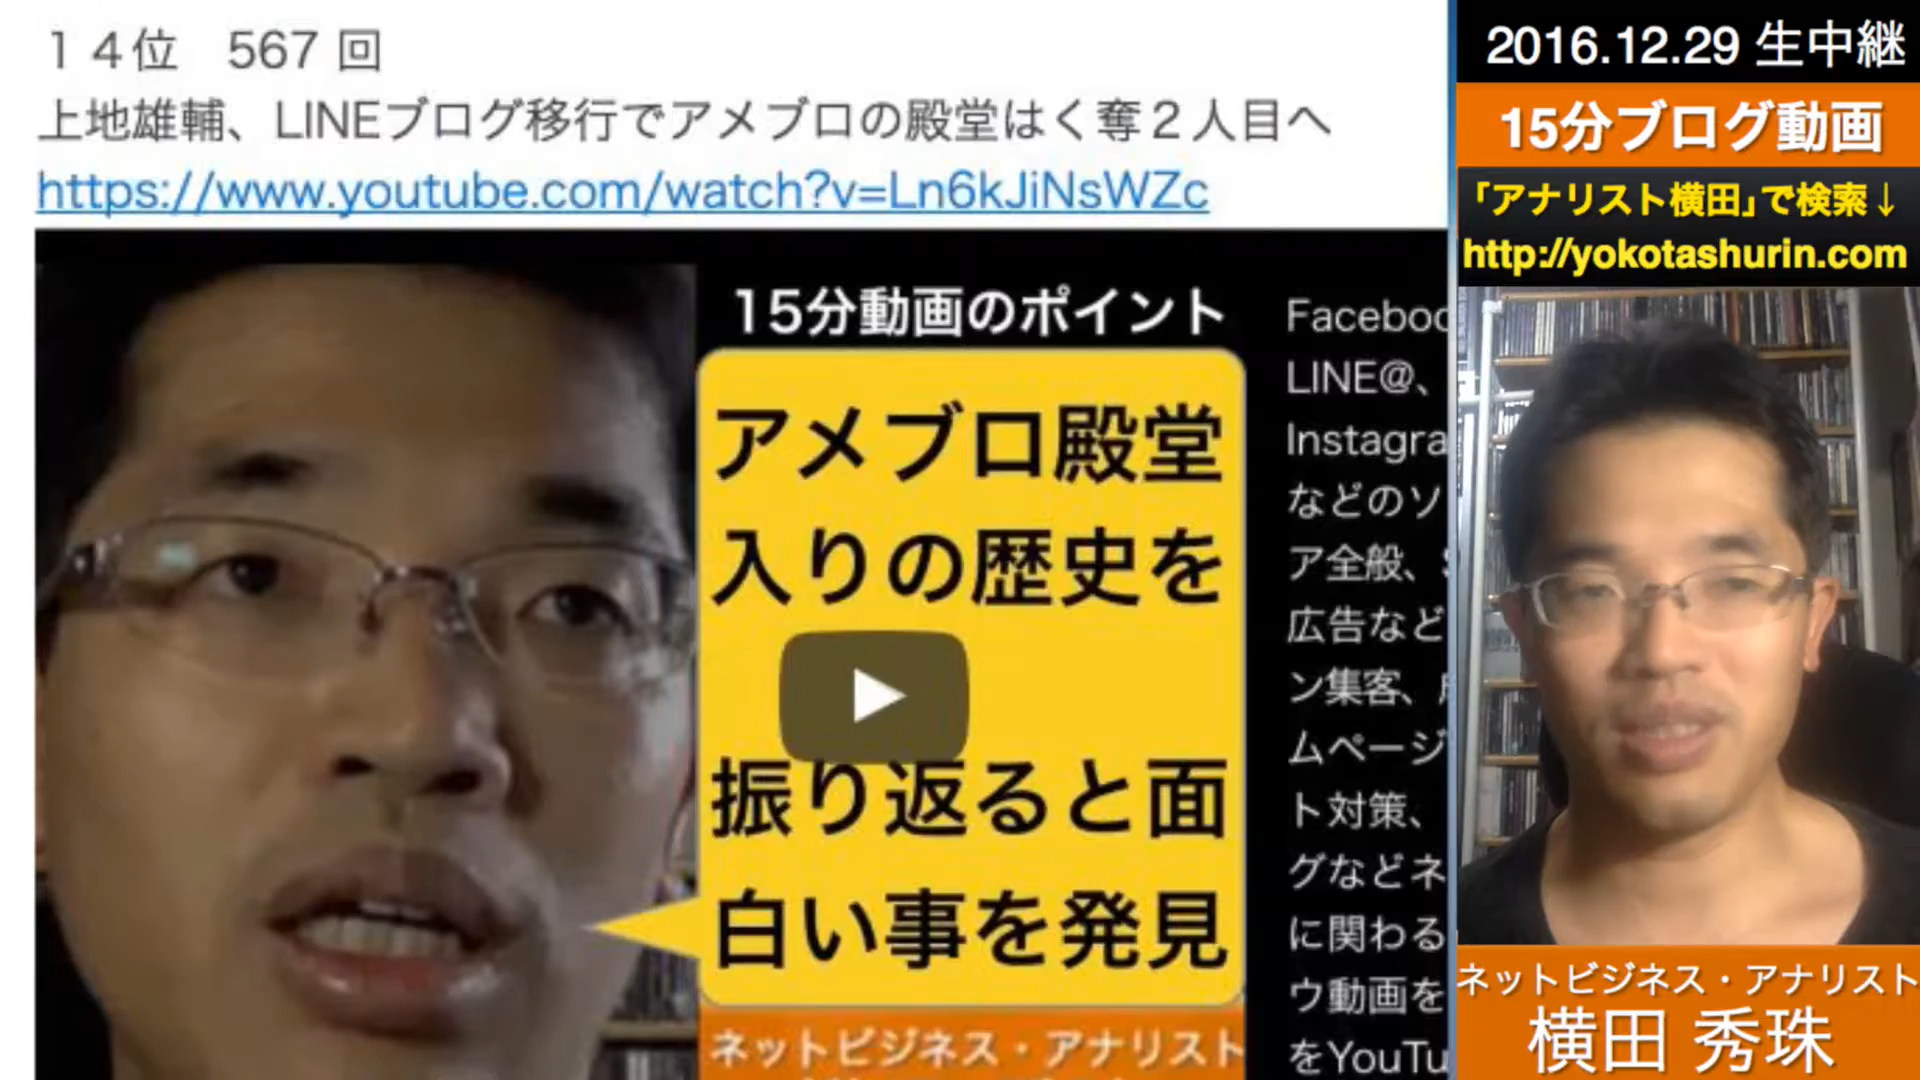 14位 567 回
上地雄輔、LINEブログ移行でアメブロの殿堂はく奪２人目へ
https://www.youtube.com/watch?v=Ln6kJiNsWZc
15分動画のポイント
アメブロ殿堂
入りの歴史を
振り返ると面
白い事を発見
ネットビジネス・アナリスト
Faceboo
LINE@、
Instagra
などのソ
ア全般、
広告など
ン集客、
ムページ
ト対策、
グなどネ
に関わる
ウ動画を
をYouTu
2016.12.29 生中継
15分ブログ動画
「アナリスト横田」で検索↓
http://yokotashurin.com
ネットビジネス・アナリスト
横田 秀珠